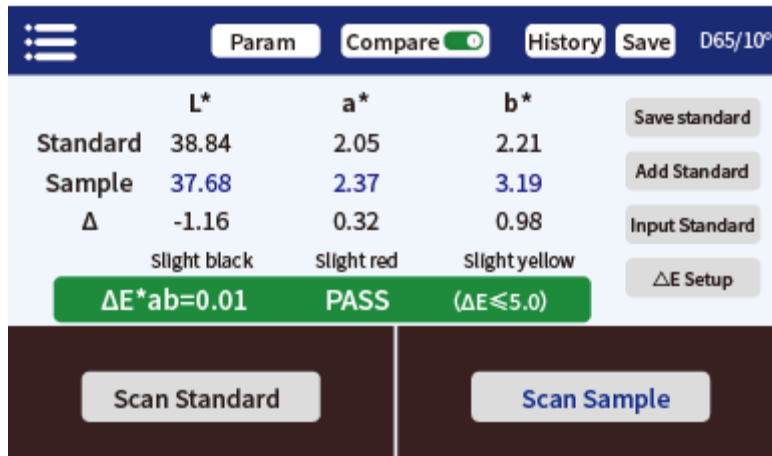 Param Compare History Save D65/10°
L* a* b*
Standard 38.84 2.05 2.21
Sample 37.68 2.37 3.19
Δ -1.16 0.32 0.98
Slight black Slight red Slight yellow
ΔE*ab=0.01 PASS (ΔE≤5.0)
Save standard
Add Standard
Input Standard
△E Setup
Scan Standard Scan Sample